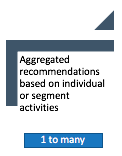 Aggregated
recommendations
based on individual
or segment
activities
1 to many